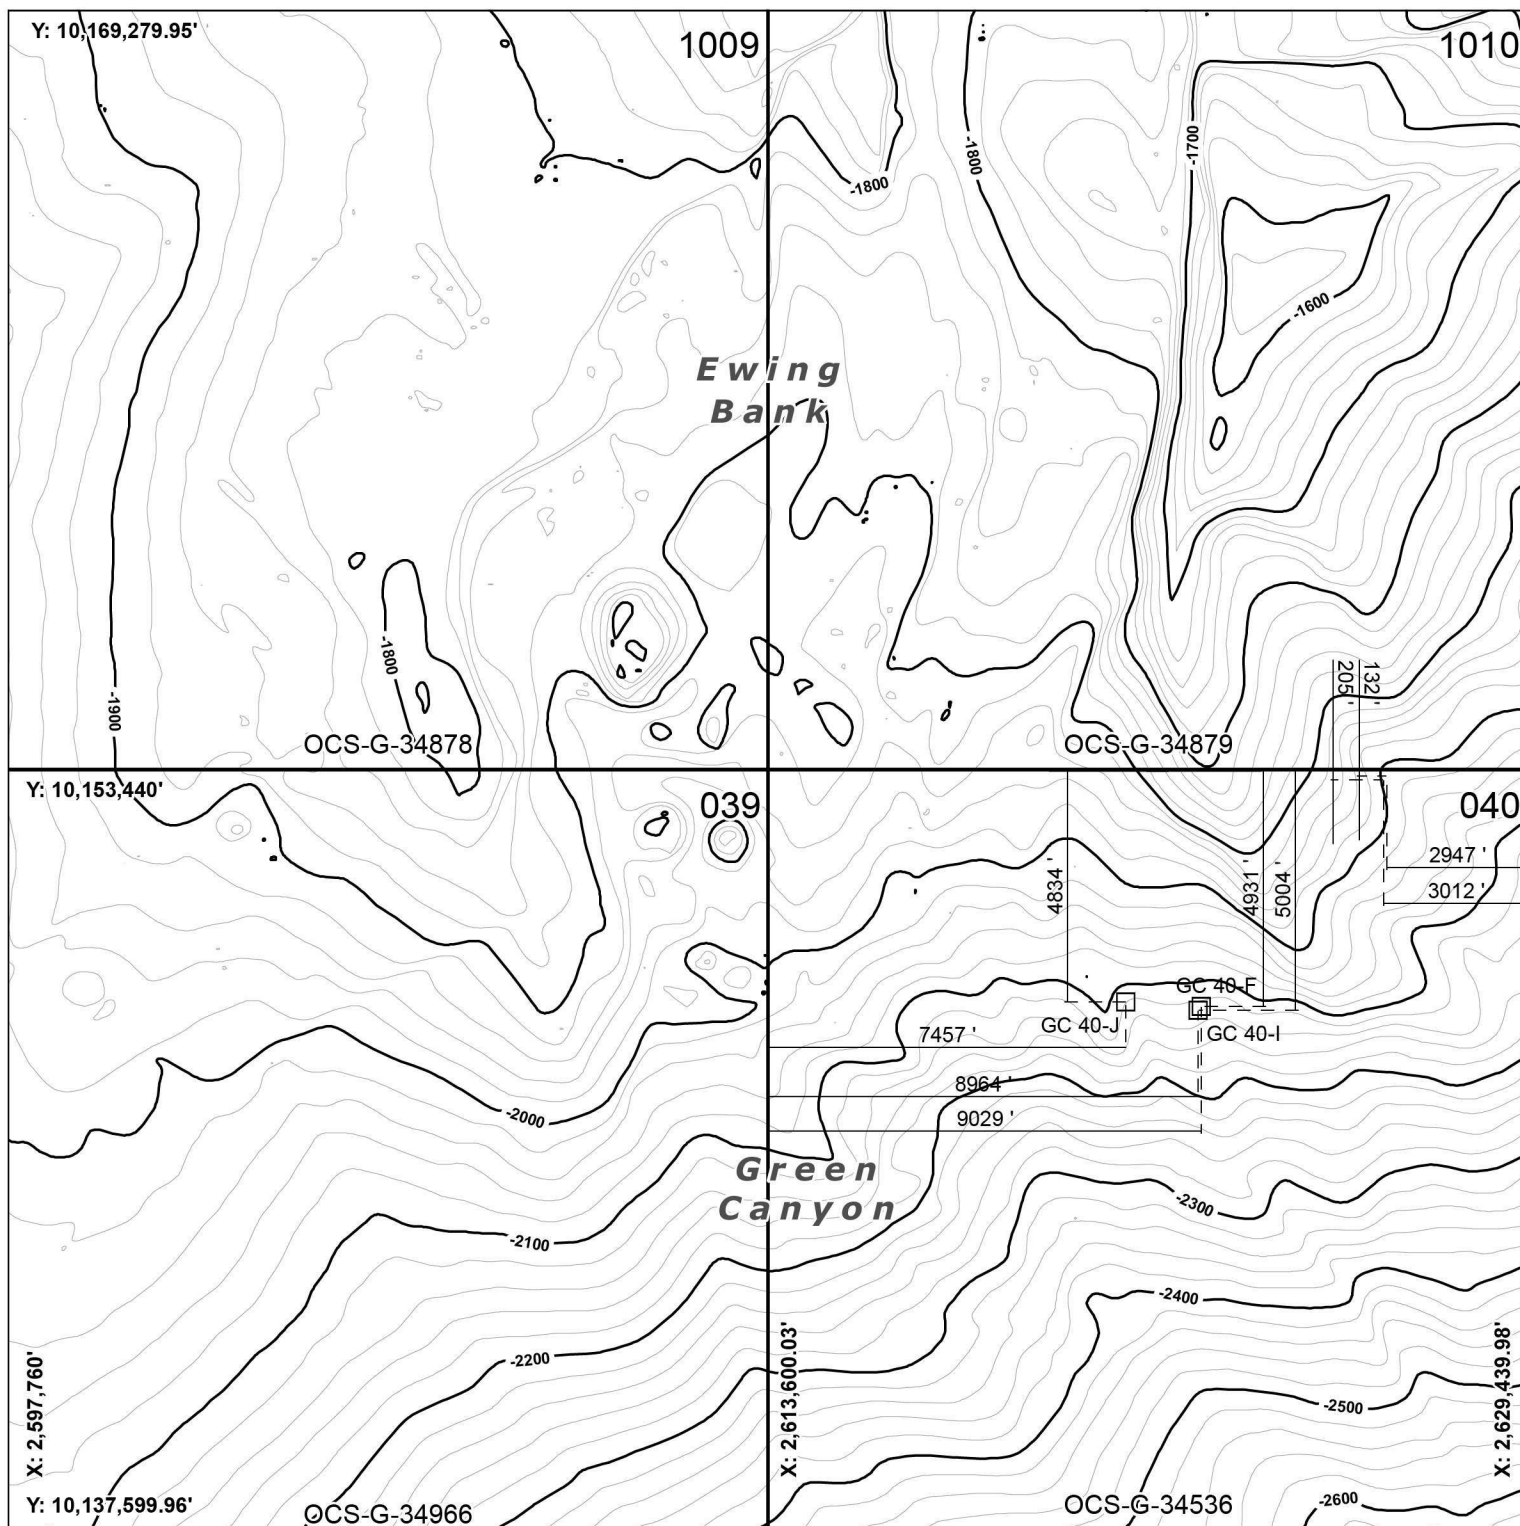 Y: 10,169,279.95'
1009
1010
-1700
-1800
-1800
-1600
Ewing
Bank
-1800
-1900
132 '
205 '
OCS-G-34878
OCS-G-34879
Y: 10,153,440'
039
040
2947 '
3012 '
4834 '
4931 '
5004 '
GC 40-F
GC 40-J
GC 40-I
7457 '
8964 '
9029 '
-2000
Green
Canyon
-2300
-2100
-2400
-2200
-2500
X: 2,597,760'
X: 2,613,600.03'
X: 2,629,439.98'
Y: 10,137,599.96'
OCS-G-34966
OCS-G-34536
-2600